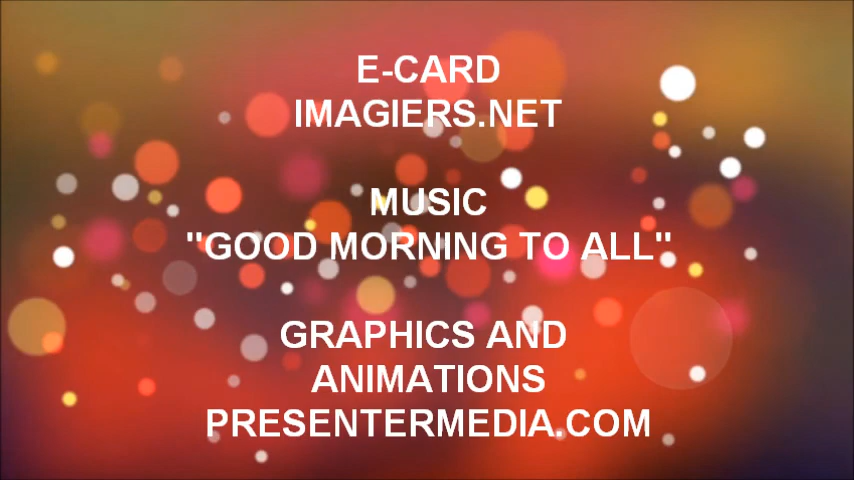 E-CARD
IMAGIERS.NET
MUSIC
"GOOD MORNING TO ALL"
GRAPHICS AND
ANIMATIONS
PRESENTERMEDIA.COM